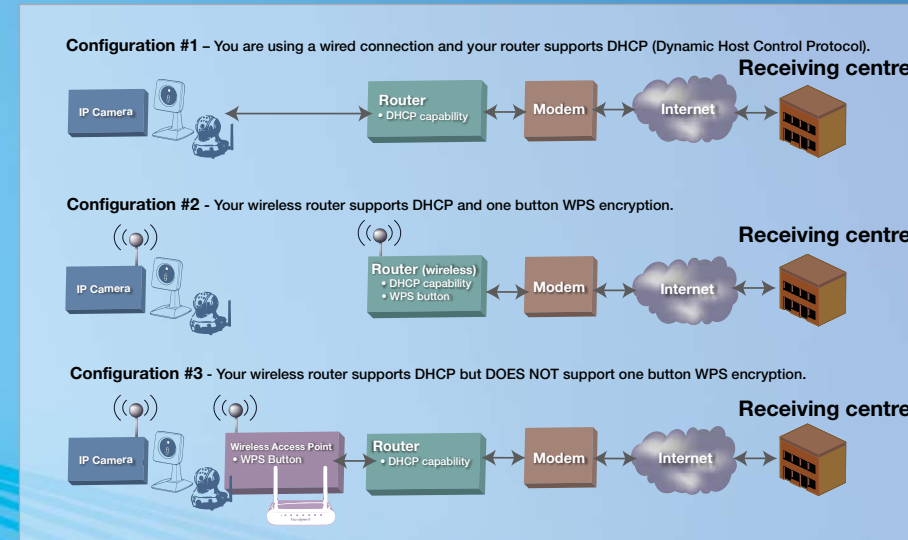 Configuration #1 – You are using a wired connection and your router supports DHCP (Dynamic Host Control Protocol).
Receiving centre
IP Camera
Router
• DHCP capability
Modem
Internet
Configuration #2 - Your wireless router supports DHCP and one button WPS encryption.
Receiving centre
IP Camera
Router (wireless)
• DHCP capability
• WPS button
Modem
Internet
Configuration #3 - Your wireless router supports DHCP but DOES NOT support one button WPS encryption.
Receiving centre
IP Camera
Wireless Access Point
• WPS Button
Router
• DHCP capability
Modem
Internet